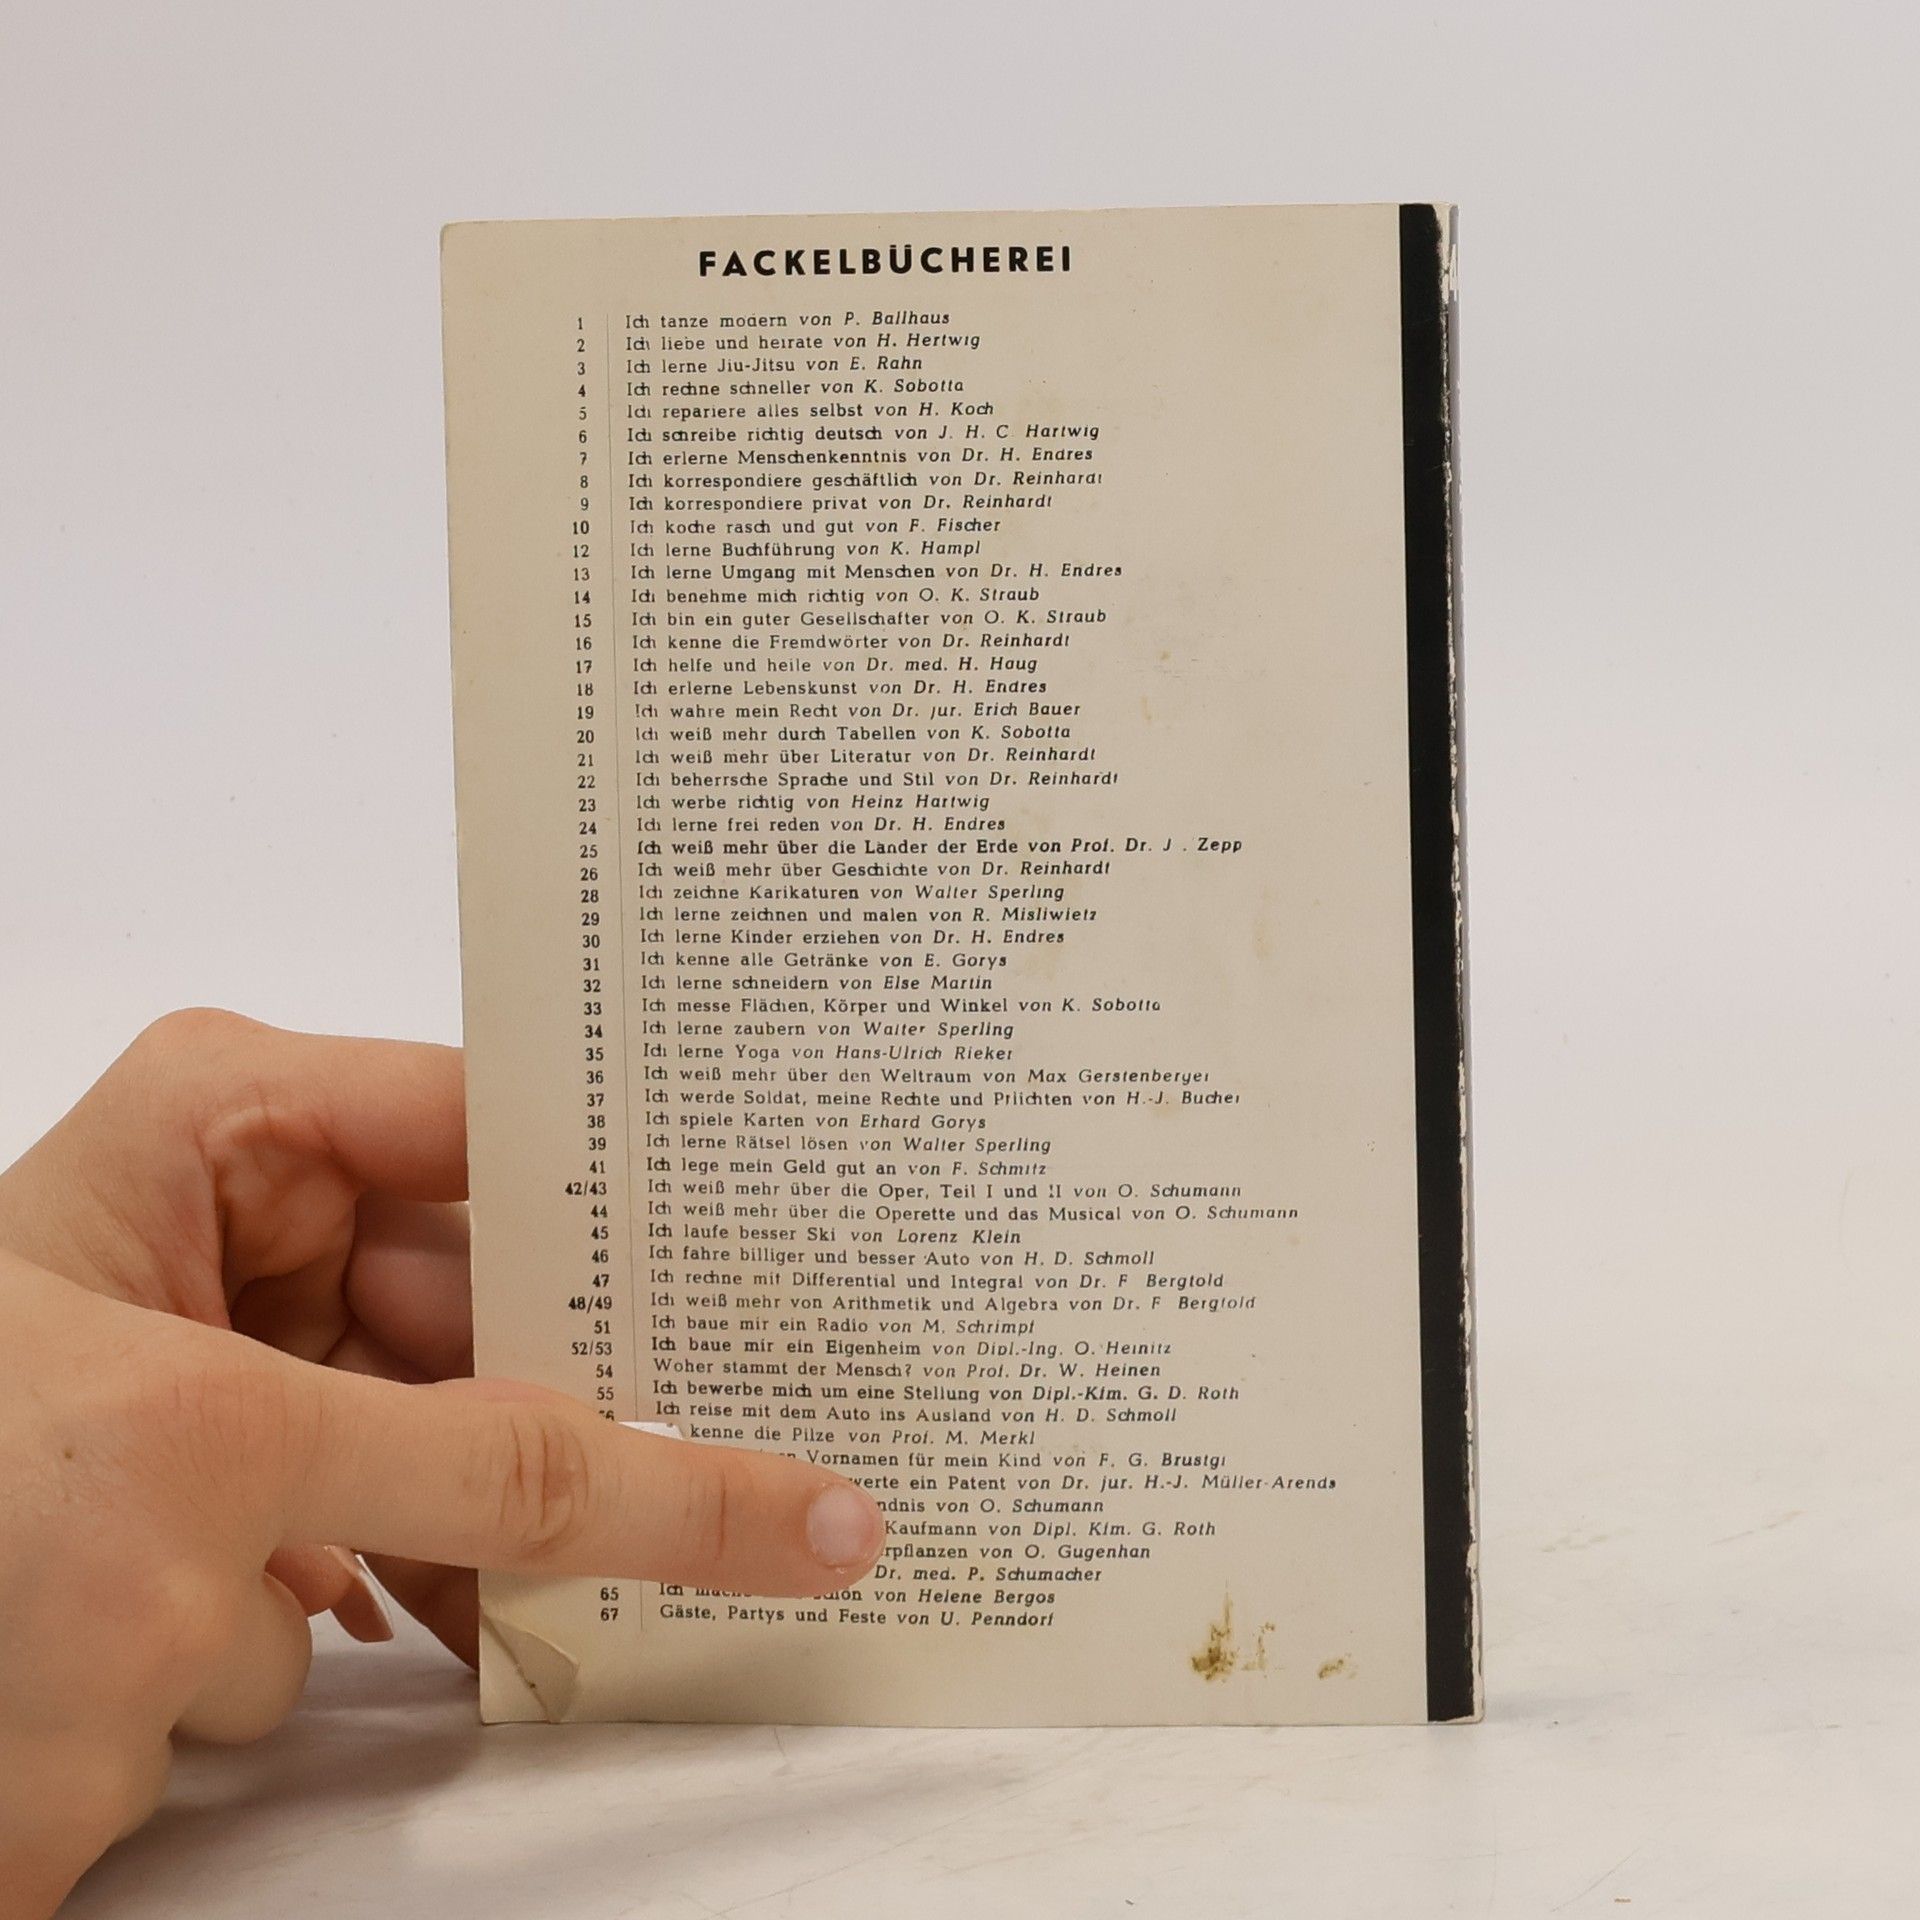 FACKELBÜCHEREI
1 Ich tanze modern von P. Ballhaus
2 Ich liebe und heirate von H. Hertwig
3 Ich lerne Jiu-Jitsu von E. Rahn
4 Ich rechne schneller von K. Sobotta
5 Ich repariere alles selbst von H. Koch
6 Ich schreibe richtig deutsch von J. H. C. Hartwig
7 Ich erlerne Menschenkenntnis von Dr. H. Endres
8 Ich korrespondiere geschäftlich von Dr. Reinhardt
9 Ich korrespondiere privat von Dr. Reinhardt
10 Ich koche rasch und gut von F. Fischer
12 Ich lerne Buchführung von K. Hampl
13 Ich lerne Umgang mit Menschen von Dr. H. Endres
14 Ich benehme mich richtig von O. K. Straub
15 Ich bin ein guter Gesellschafter von O. K. Straub
16 Ich kenne die Fremdwörter von Dr. Reinhardt
17 Ich helfe und heile von Dr. med. H. Haug
18 Ich erlerne Lebenskunst von Dr. H. Endres
19 Ich wahre mein Recht von Dr. jur. Erich Bauer
20 Ich weiß mehr durch Tabellen von K. Sobotta
21 Ich weiß mehr über Literatur von Dr. Reinhardt
22 Ich beherrsche Sprache und Stil von Dr. Reinhardt
23 Ich werbe richtig von Heinz Hartwig
24 Ich lerne frei reden von Dr. H. Endres
25 Ich weiß mehr über die Länder der Erde von Prof. Dr. J. Zepp
26 Ich weiß mehr über Geschichte von Dr. Reinhardt
28 Ich zeichne Karikaturen von Walter Sperling
29 Ich lerne zeichnen und malen von R. Misliwietz
30 Ich lerne Kinder erziehen von Dr. H. Endres
31 Ich kenne alle Getränke von E. Gorys
32 Ich lerne schneidern von Else Martin
33 Ich messe Flächen, Körper und Winkel von K. Sobotta
34 Ich lerne zaubern von Walter Sperling
35 Ich lerne Yoga von Hans-Ulrich Rieker
36 Ich weiß mehr über den Weltraum von Max Gerstenberger
37 Ich werde Soldat, meine Rechte und Pflichten von H.-J. Bucher
38 Ich spiele Karten von Erhard Gorys
39 Ich lerne Rätsel lösen von Walter Sperling
41 Ich lege mein Geld gut an von F. Schmitz
42/43 Ich weiß mehr über die Oper, Teil I und II von O. Schumann
44 Ich weiß mehr über die Operette und das Musical von O. Schumann
45 Ich laufe besser Ski von Lorenz Klein
46 Ich fahre billiger und besser Auto von H. D. Schmoll
47 Ich rechne mit Differential und Integral von Dr. F. Bergtold
48/49 Ich weiß mehr von Arithmetik und Algebra von Dr. F. Bergtold
51 Ich baue mir ein Radio von M. Schrimpf
52/53 Ich baue mir ein Eigenheim von Dipl.-Ing. O. Heinitz
54 Woher stammt der Mensch? von Prof. Dr. W. Heinen
55 Ich bewerbe mich um eine Stellung von Dipl.-Kfm. G. D. Roth
Ich reise mit dem Auto ins Ausland von H. D. Schmoll
kenne die Pilze von Prof. M. Merkl
Vornamen für mein Kind von F. G. Brustgi
ein Patent von Dr. jur. H.-J. Müller-Arends
von O. Schumann
Kaufmann von Dipl. Kfm. G. Roth
von O. Gugenhan
Dr. med. P. Schumacher
65 Ich von Helene Bergos
67 Gäste, Partys und Feste von U. Penndorf